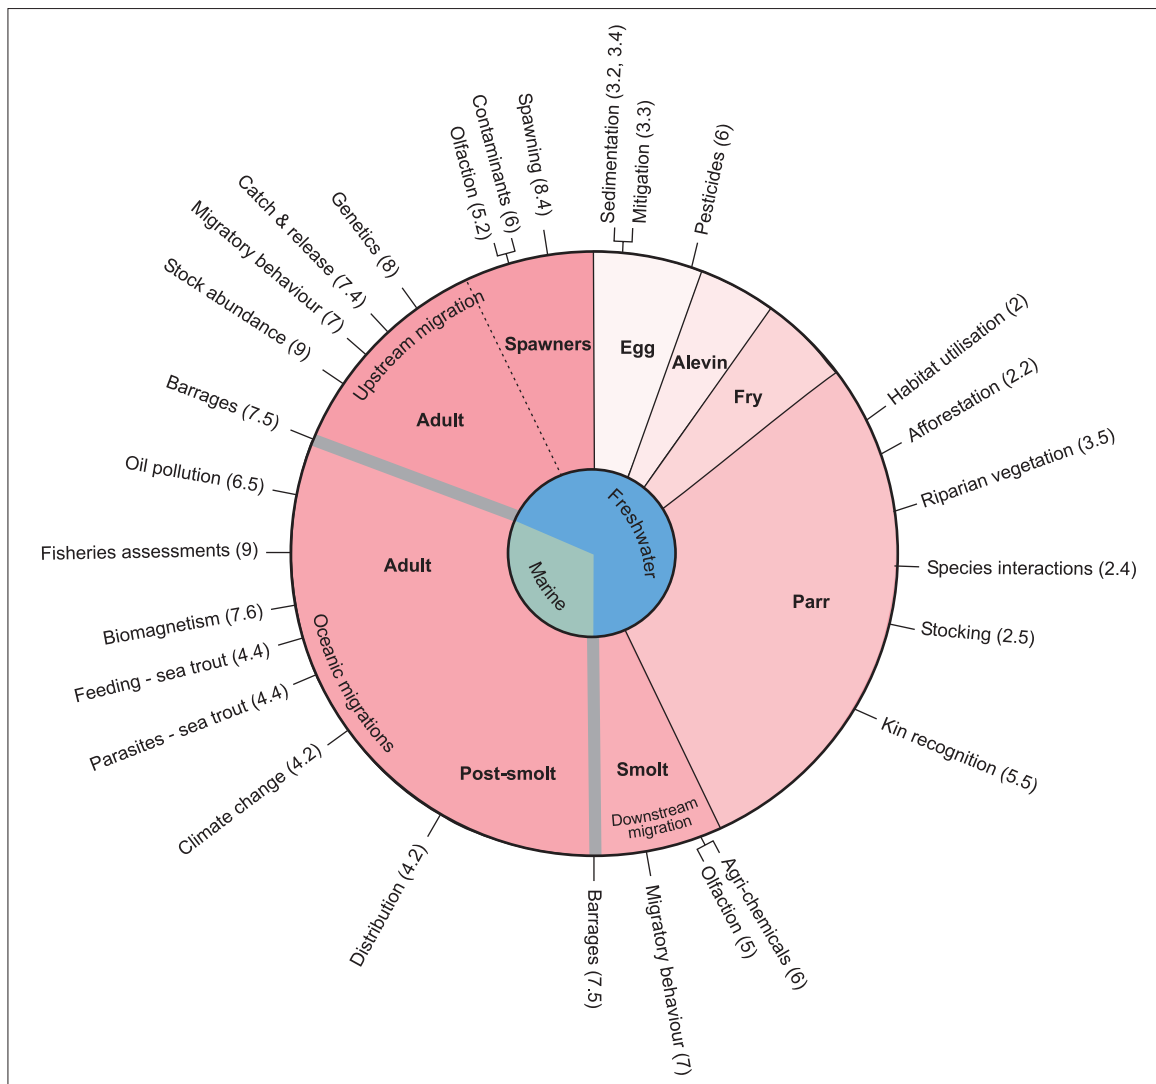 Sedimentation (3.2, 3.4)
Mitigation (3.3)
Pesticides (6)
Habitat utilisation (2)
Afforestation (2.2)
Riparian vegetation (3.5)
Species interactions (2.4)
Stocking (2.5)
Kin recognition (5.5)
Agri-chemicals (6)
Olfaction (5)
Migratory behaviour (7)
Barrages (7.5)
Distribution (4.2)
Climate change (4.2)
Parasites - sea trout (4.4)
Feeding - sea trout (4.4)
Biomagnetism (7.6)
Fisheries assessments (9)
Oil pollution (6.5)
Barrages (7.5)
Stock abundance (9)
Migratory behaviour (7)
Catch & release (7.4)
Genetics (8)
Olfaction (5.2)
Contaminants (6)
Spawning (8.4)
Egg
Alevin
Fry
Parr
Smolt
Downstream
migration
Post-smolt
Oceanic migrations
Adult
Adult
Upstream migration
Spawners
Freshwater
Marine